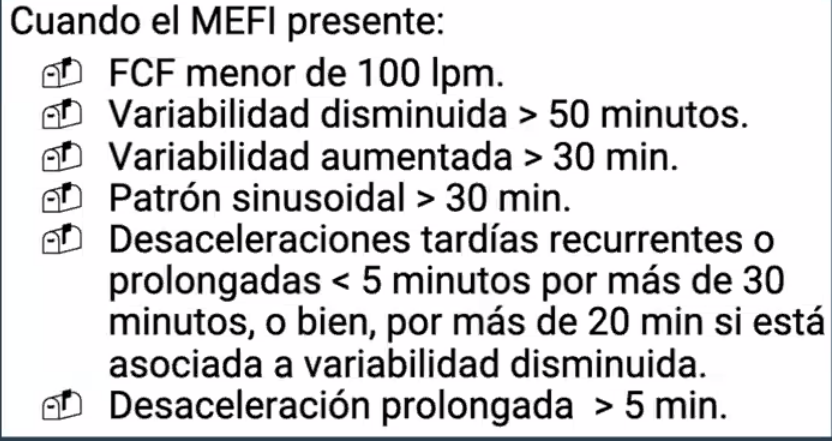 Cuando el MEFI presente:
FCF menor de 100 lpm.
Variabilidad disminuida > 50 minutos.
Variabilidad aumentada > 30 min.
Patrón sinusoidal > 30 min.
Desaceleraciones tardías recurrentes o
prolongadas < 5 minutos por más de 30
minutos, o bien, por más de 20 min si está
asociada a variabilidad disminuida.
Desaceleración prolongada > 5 min.